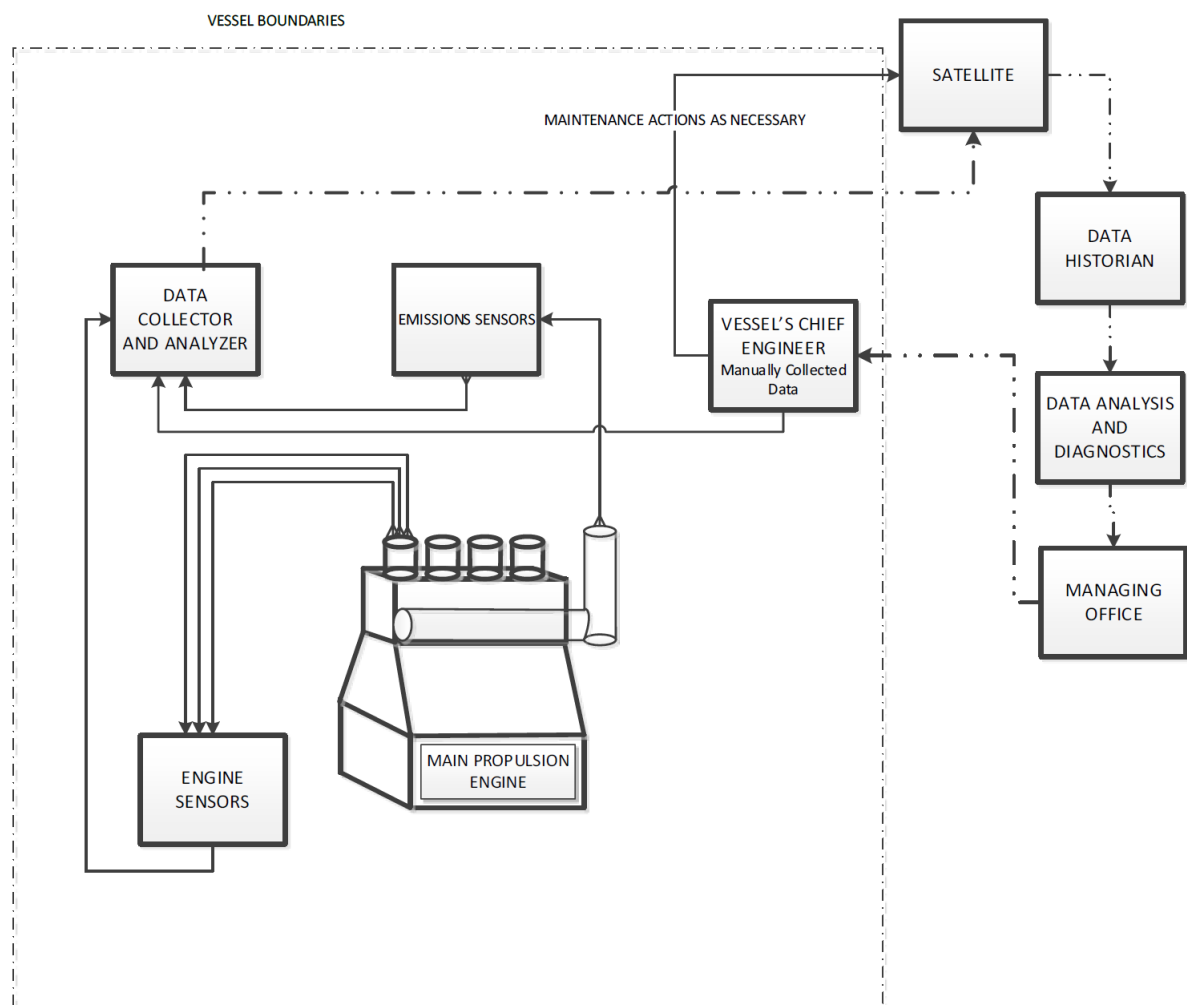 VESSEL BOUNDARIES
SATELLITE
MAINTENANCE ACTIONS AS NECESSARY
DATA
HISTORIAN
DATA
COLLECTOR
AND ANALYZER
EMISSIONS SENSORS
VESSEL’S CHIEF
ENGINEER
Manually Collected
Data
DATA ANALYSIS
AND
DIAGNOSTICS
MANAGING
OFFICE
MAIN PROPULSION
ENGINE
ENGINE
SENSORS